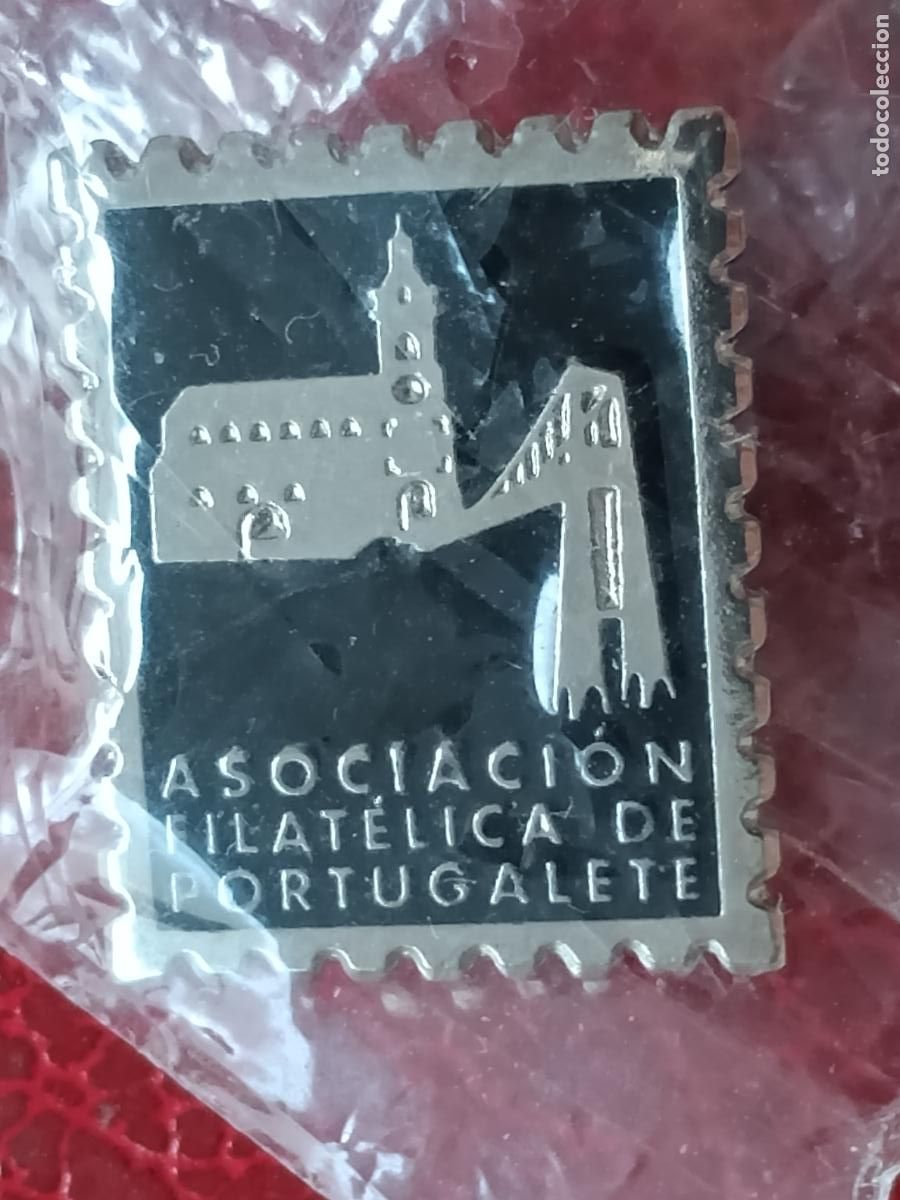 todocoleccion
ASOCIACIÓN
FILATÉLICA DE
PORTUGALETE